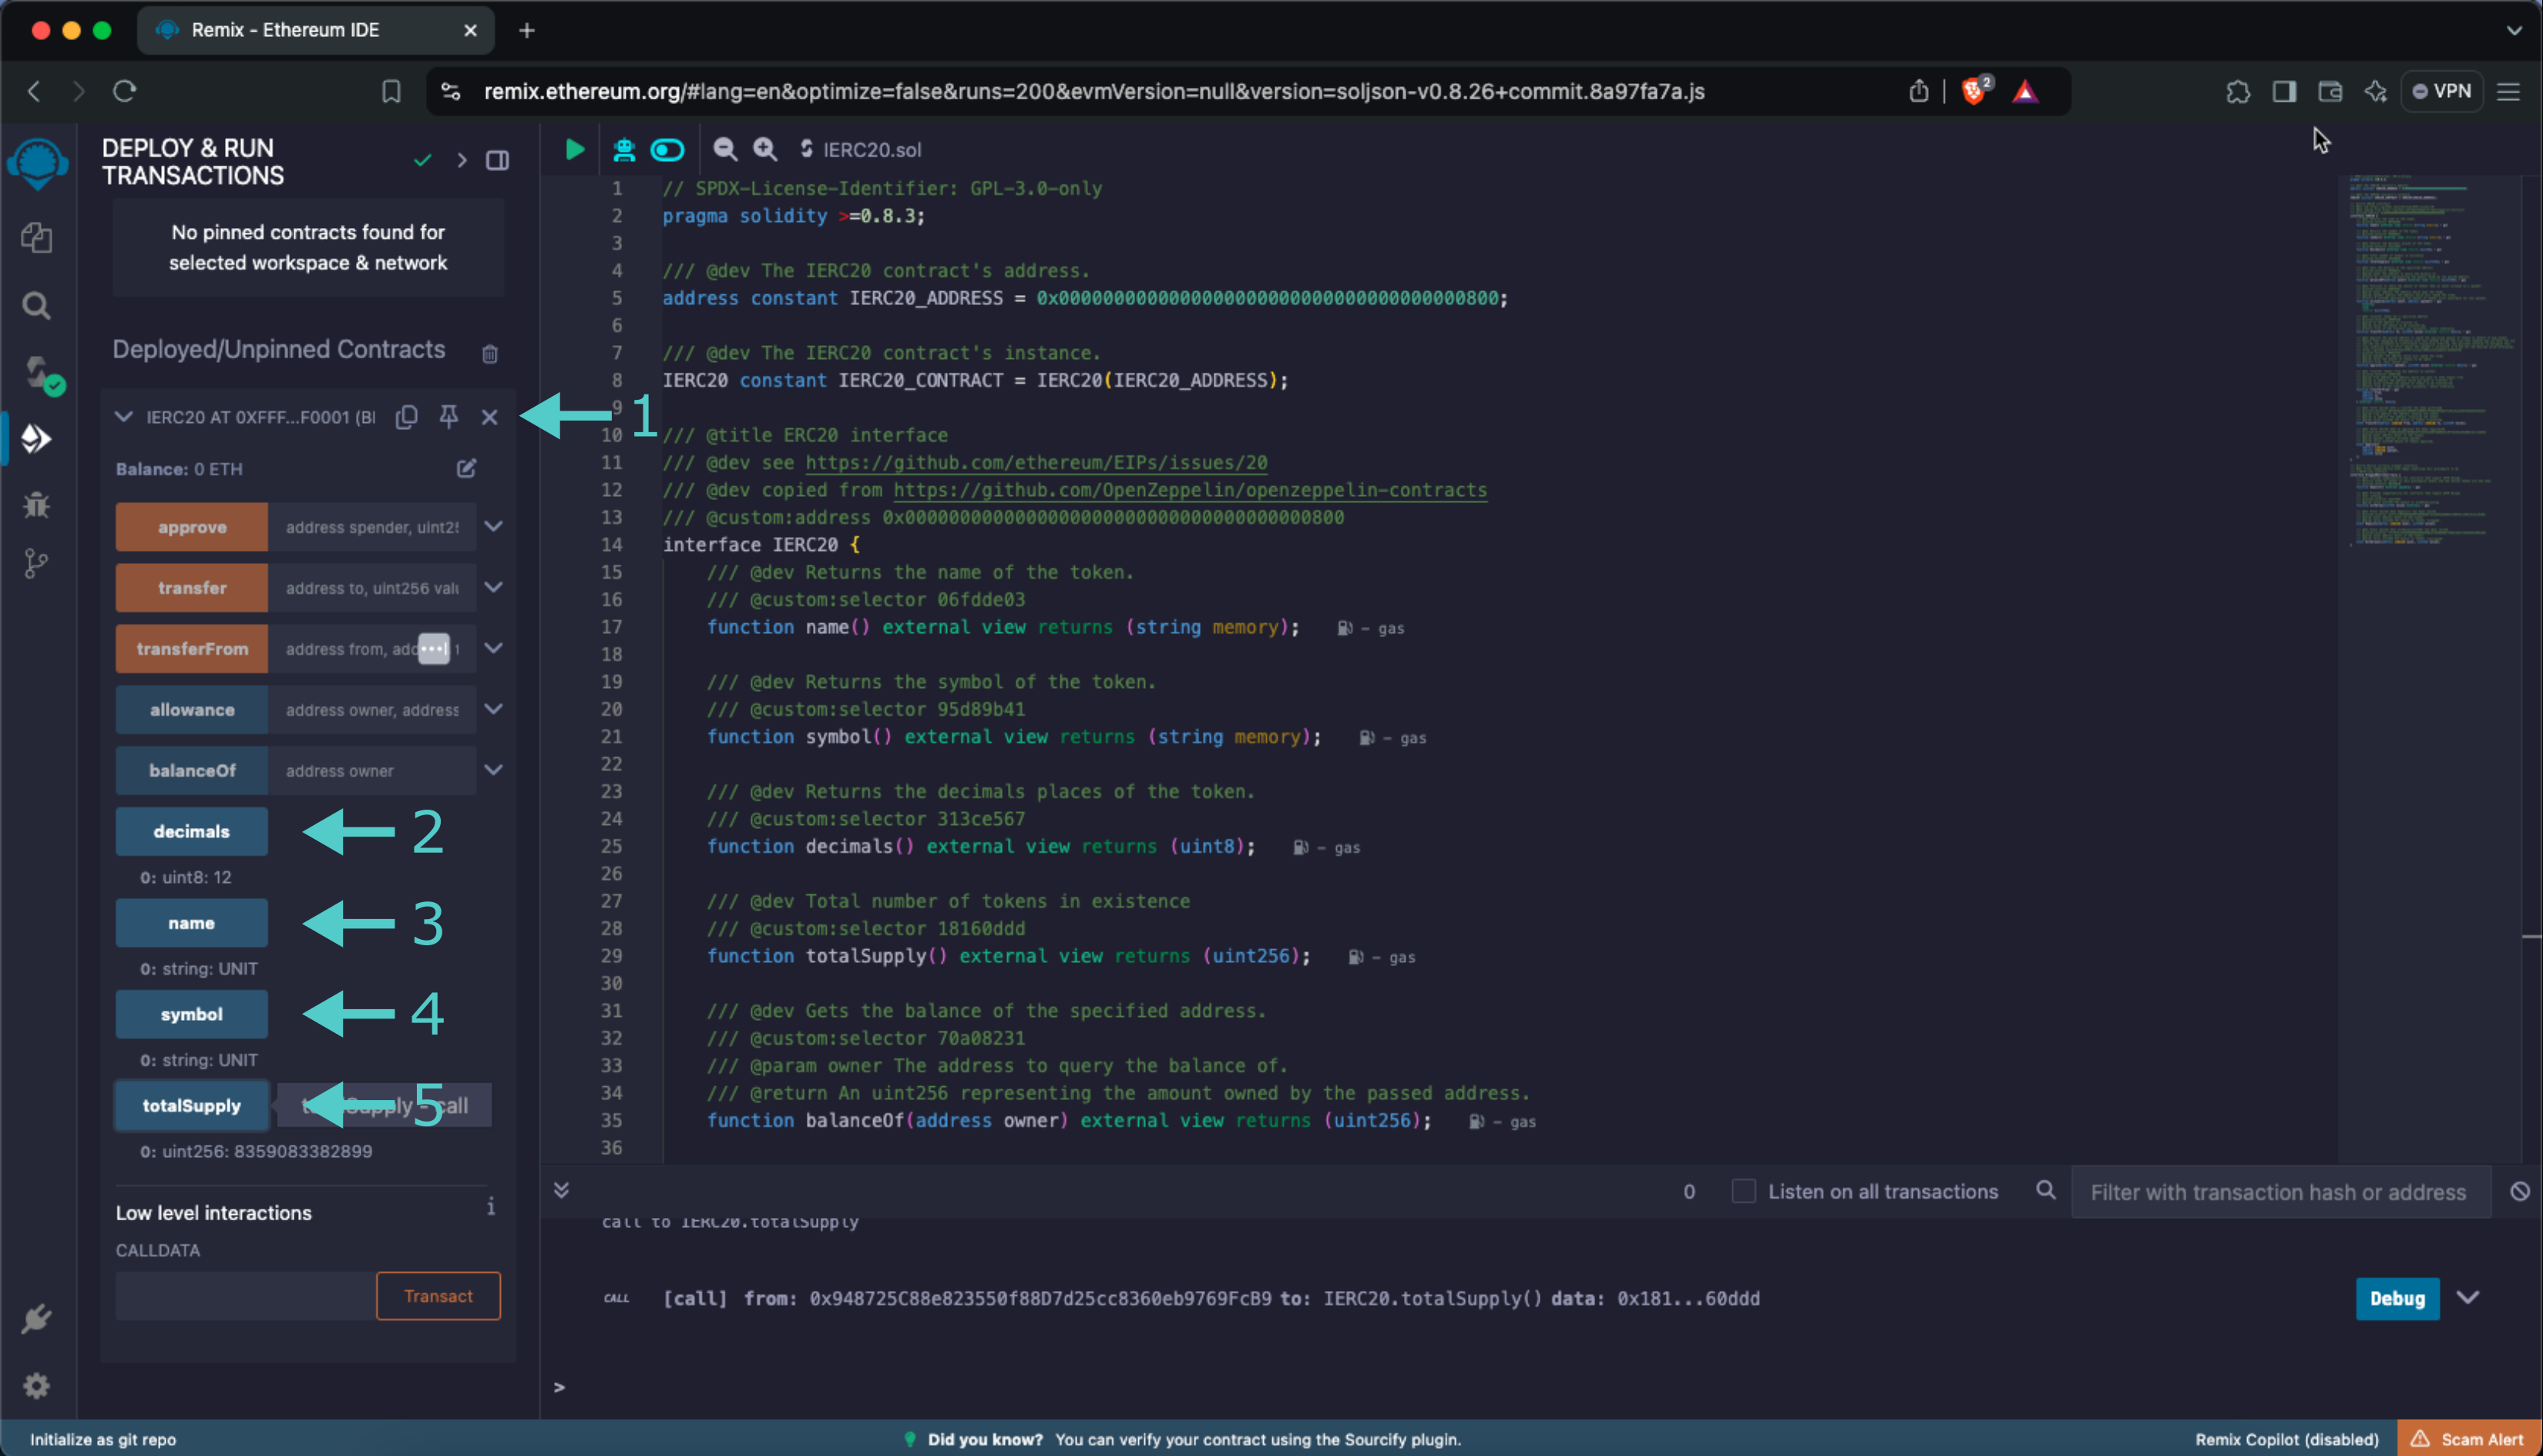 Remix - Ethereum IDE
remix.ethereum.org/#lang=en&optimize=false&runs=200&evmVersion=null&version=soljson-v0.8.26+commit.8a97fa7a.js
2
VPN
DEPLOY & RUN
TRANSACTIONS
No pinned contracts found for
selected workspace & network
Deployed/Unpinned Contracts
IERC20 AT 0XFFF...F0001 (Bl
1
Balance: 0 ETH
approve address spender, uint25
transfer address to, uint256 valu
transferFrom address from, add
allowance address owner, address
balanceOf address owner
decimals 2
0: uint8: 12
name 3
0: string: UNIT
symbol 4
0: string: UNIT
totalSupply totalSupply - call 5
0: uint256: 8359083382899
Low level interactions i
CALLDATA
Transact
IERC20.sol
1 // SPDX-License-Identifier: GPL-3.0-only
2 pragma solidity >=0.8.3;
3
4 /// @dev The IERC20 contract's address.
5 address constant IERC20_ADDRESS = 0x0000000000000000000000000000000000000800;
6
7 /// @dev The IERC20 contract's instance.
8 IERC20 constant IERC20_CONTRACT = IERC20(IERC20_ADDRESS);
9
10 /// @title ERC20 interface
11 /// @dev see https://github.com/ethereum/EIPs/issues/20
12 /// @dev copied from https://github.com/OpenZeppelin/openzeppelin-contracts
13 /// @custom:address 0x0000000000000000000000000000000000000800
14 interface IERC20 {
15 /// @dev Returns the name of the token.
16 /// @custom:selector 06fdde03
17 function name() external view returns (string memory); - gas
18
19 /// @dev Returns the symbol of the token.
20 /// @custom:selector 95d89b41
21 function symbol() external view returns (string memory); - gas
22
23 /// @dev Returns the decimals places of the token.
24 /// @custom:selector 313ce567
25 function decimals() external view returns (uint8); - gas
26
27 /// @dev Total number of tokens in existence
28 /// @custom:selector 18160ddd
29 function totalSupply() external view returns (uint256); - gas
30
31 /// @dev Gets the balance of the specified address.
32 /// @custom:selector 70a08231
33 /// @param owner The address to query the balance of.
34 /// @return An uint256 representing the amount owned by the passed address.
35 function balanceOf(address owner) external view returns (uint256); - gas
36
0 Listen on all transactions Filter with transaction hash or address
call to IERC20.totalSupply
CALL [call] from: 0x948725C88e823550f88D7d25cc8360eb9769FcB9 to: IERC20.totalSupply() data: 0x181...60ddd Debug
>
Initialize as git repo Did you know? You can verify your contract using the Sourcify plugin. Remix Copilot (disabled) Scam Alert